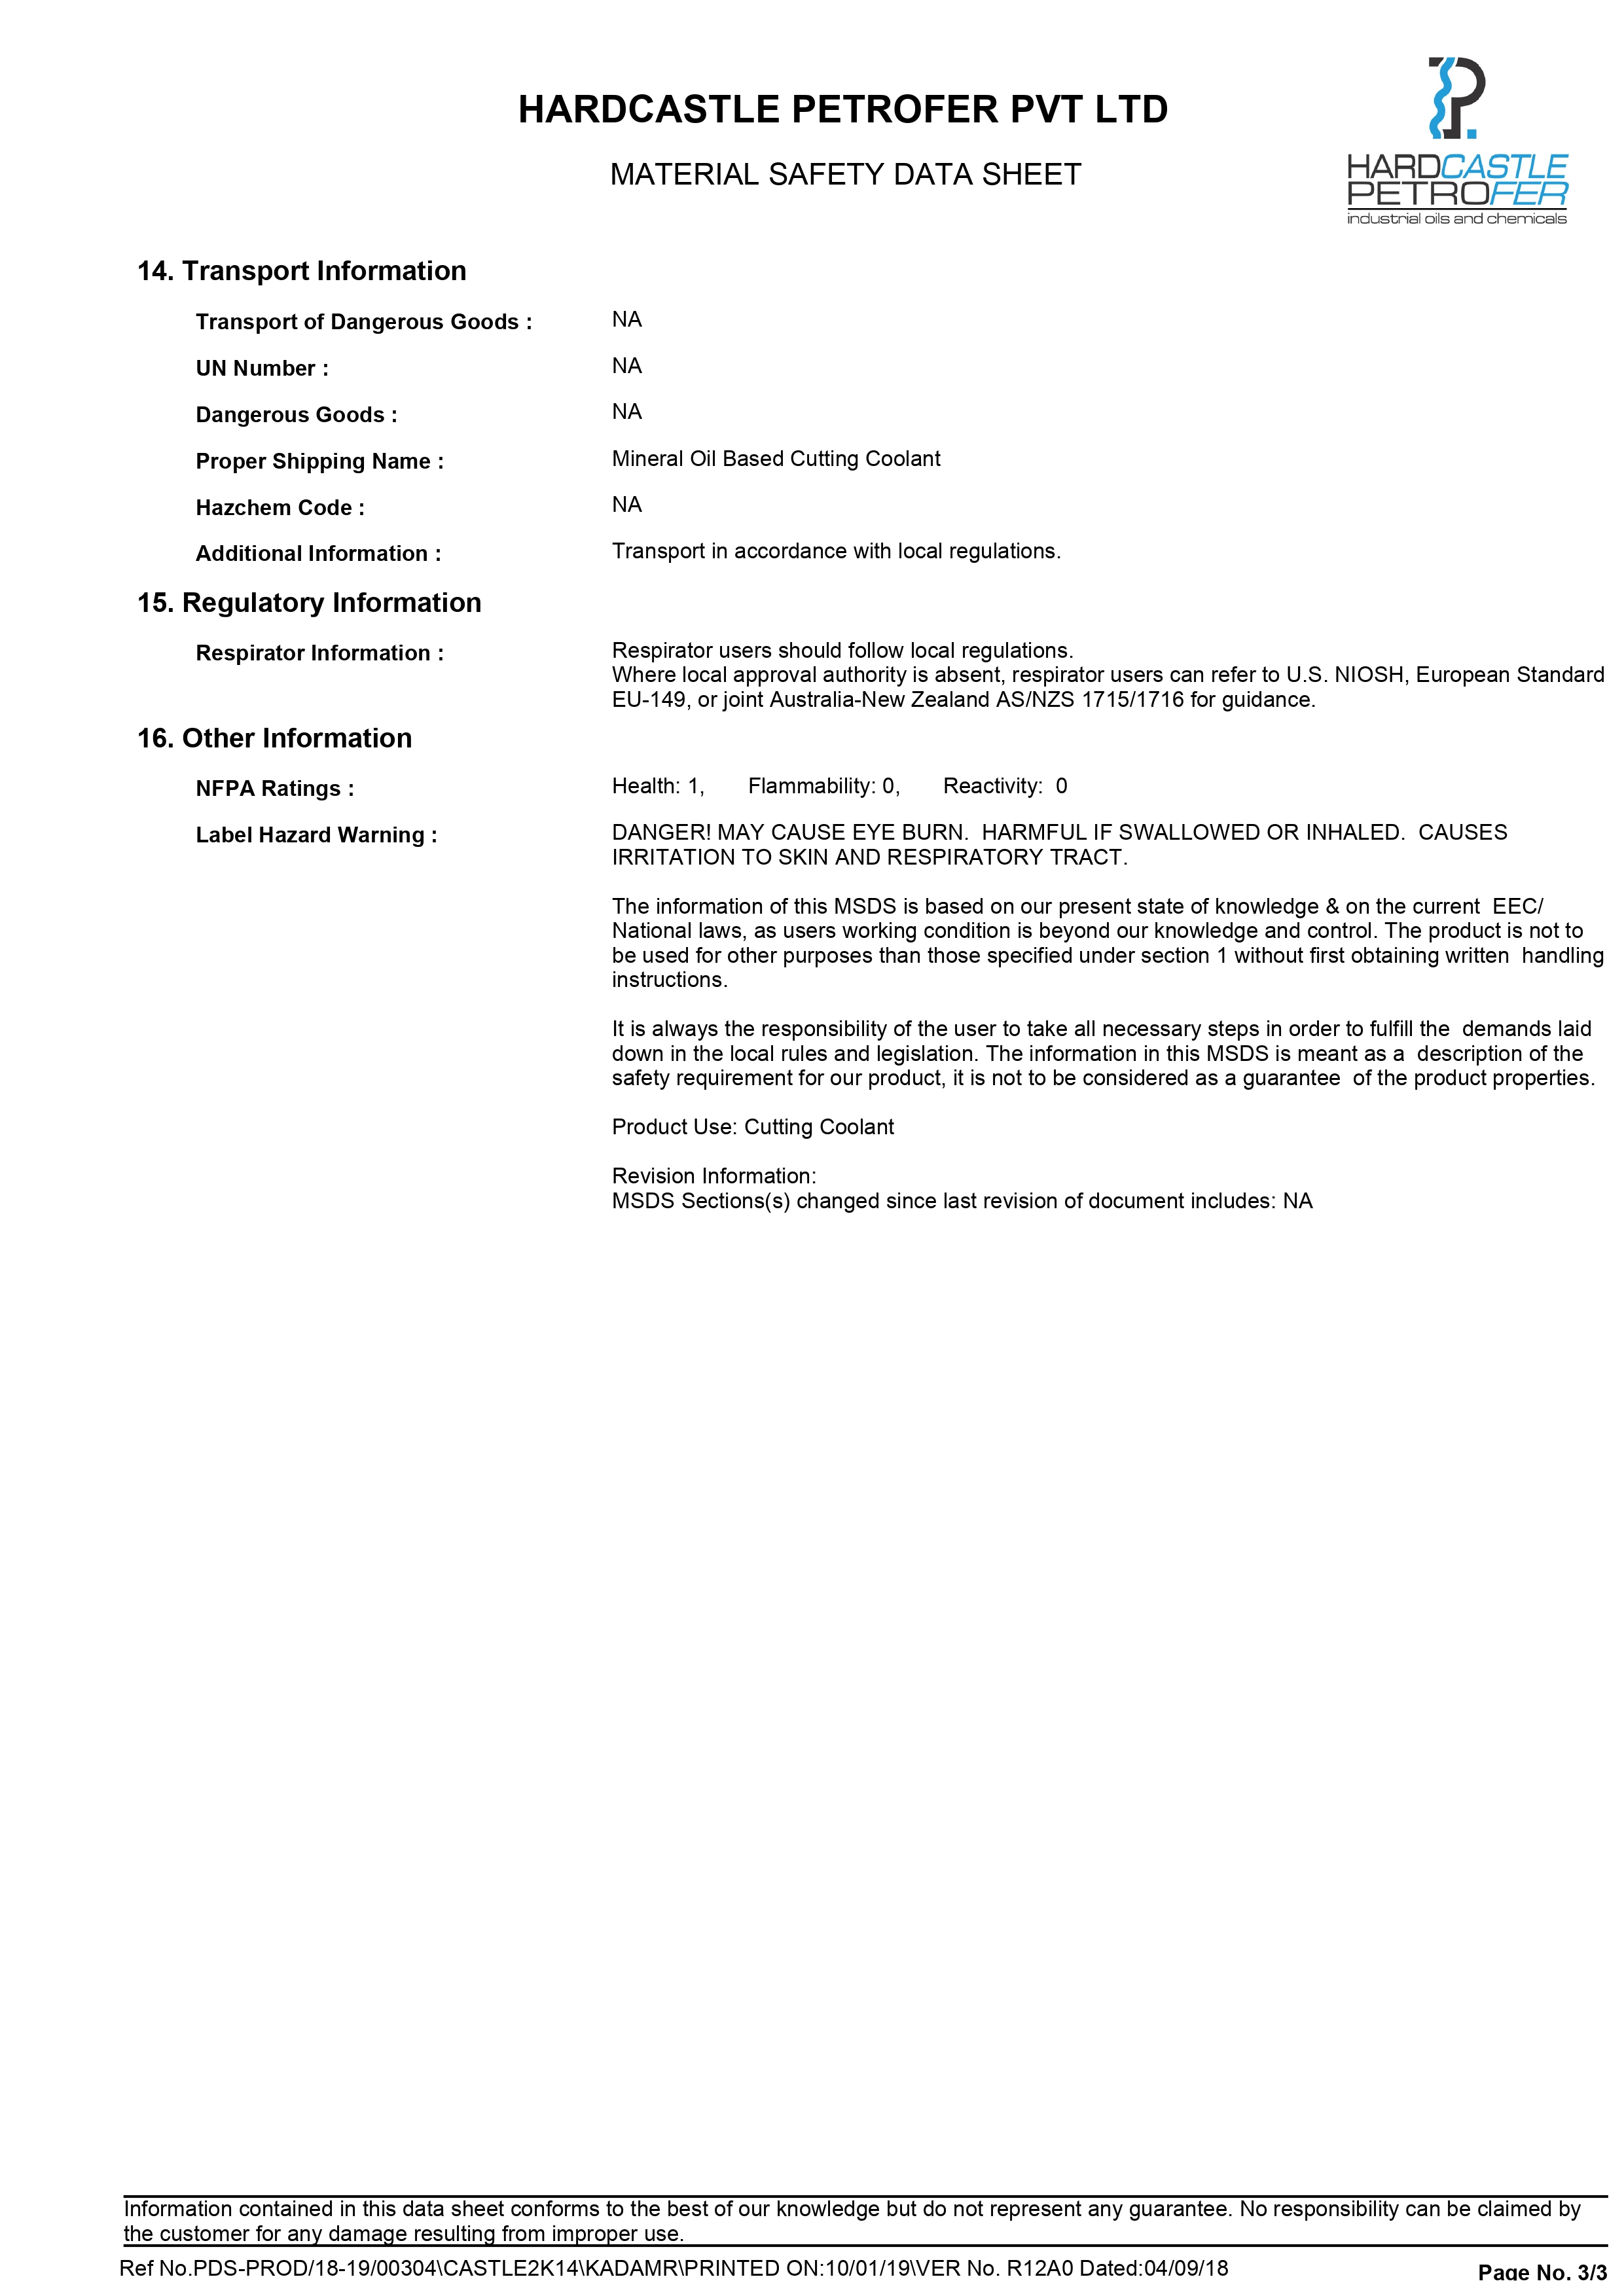 HARDCASTLE PETROFER PVT LTD
MATERIAL SAFETY DATA SHEET
HARDCASTLE
PETROFER
industrial oils and chemicals
14. Transport Information
Transport of Dangerous Goods : NA
UN Number : NA
Dangerous Goods : NA
Proper Shipping Name : Mineral Oil Based Cutting Coolant
Hazchem Code : NA
Additional Information : Transport in accordance with local regulations.
15. Regulatory Information
Respirator Information : Respirator users should follow local regulations.
Where local approval authority is absent, respirator users can refer to U.S. NIOSH, European Standard
EU-149, or joint Australia-New Zealand AS/NZS 1715/1716 for guidance.
16. Other Information
NFPA Ratings : Health: 1, Flammability: 0, Reactivity: 0
Label Hazard Warning : DANGER! MAY CAUSE EYE BURN. HARMFUL IF SWALLOWED OR INHALED. CAUSES
IRRITATION TO SKIN AND RESPIRATORY TRACT.
The information of this MSDS is based on our present state of knowledge & on the current EEC/
National laws, as users working condition is beyond our knowledge and control. The product is not to
be used for other purposes than those specified under section 1 without first obtaining written handling
instructions.
It is always the responsibility of the user to take all necessary steps in order to fulfill the demands laid
down in the local rules and legislation. The information in this MSDS is meant as a description of the
safety requirement for our product, it is not to be considered as a guarantee of the product properties.
Product Use: Cutting Coolant
Revision Information:
MSDS Sections(s) changed since last revision of document includes: NA
Information contained in this data sheet conforms to the best of our knowledge but do not represent any guarantee. No responsibility can be claimed by
the customer for any damage resulting from improper use.
Ref No.PDS-PROD/18-19/00304\CASTLE2K14\KADAMR\PRINTED ON:10/01/19\VER No. R12A0 Dated:04/09/18
Page No. 3/3